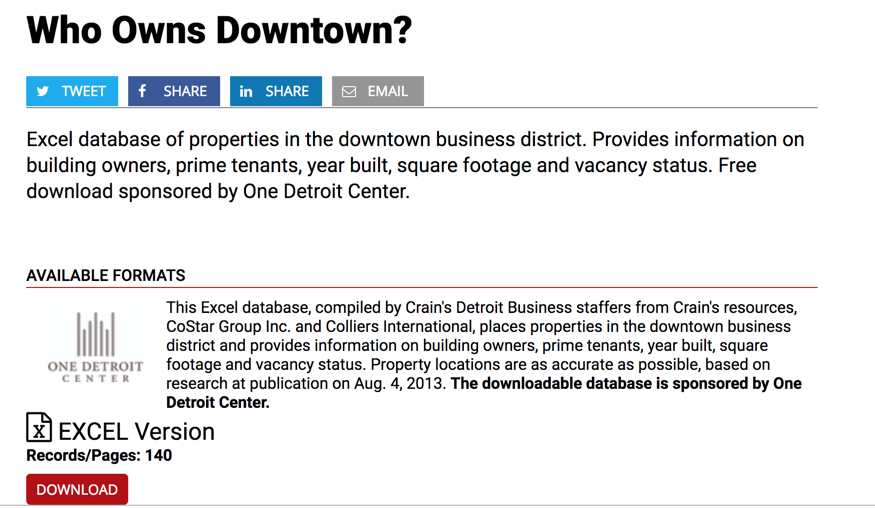 Who Owns Downtown?
TWEET
f SHARE
in SHARE
EMAIL
Excel database of properties in the downtown business district. Provides information on
building owners, prime tenants, year built, square footage and vacancy status. Free
download sponsored by One Detroit Center.
AVAILABLE FORMATS
ONE DETROIT
CENTER
This Excel database, compiled by Crain's Detroit Business staffers from Crain's resources,
CoStar Group Inc. and Colliers International, places properties in the downtown business
district and provides information on building owners, prime tenants, year built, square
footage and vacancy status. Property locations are as accurate as possible, based on
research at publication on Aug. 4, 2013. The downloadable database is sponsored by One
Detroit Center.
X EXCEL Version
Records/Pages: 140
DOWNLOAD